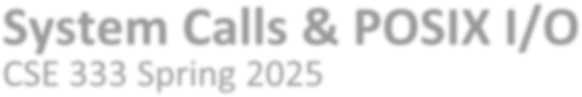 System Calls & POSIX I/O
CSE 333 Spring 2025